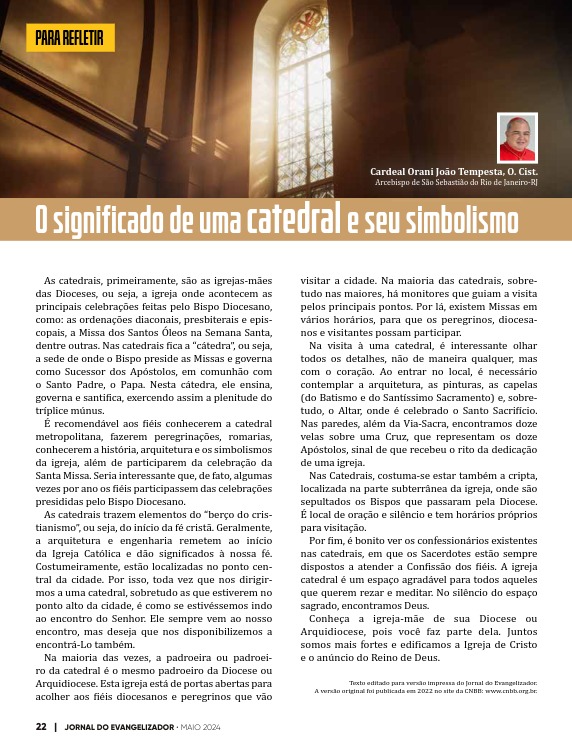 PARA REFLETIR
Cardeal Orani João Tempesta, O. Cist.
Arcebispo de São Sebastião do Rio de Janeiro-RJ
O significado de uma catedral e seu simbolismo
As catedrais, primeiramente, são as igrejas-mães
das Dioceses, ou seja, a igreja onde acontecem as
principais celebrações feitas pelo Bispo Diocesano,
como: as ordenações diaconais, presbiterais e epis-
copais, a Missa dos Santos Óleos na Semana Santa,
dentre outras. Nas catedrais fica a “cátedra”, ou seja,
a sede de onde o Bispo preside as Missas e governa
como Sucessor dos Apóstolos, em comunhão com
o Santo Padre, o Papa. Nesta cátedra, ele ensina,
governa e santifica, exercendo assim a plenitude do
tríplice múnus.
É recomendável aos fiéis conhecerem a catedral
metropolitana, fazerem peregrinações, romarias,
conhecerem a história, arquitetura e os simbolismos
da igreja, além de participarem da celebração da
Santa Missa. Seria interessante que, de fato, algumas
vezes por ano os fiéis participassem das celebrações
presididas pelo Bispo Diocesano.
As catedrais trazem elementos do “berço do cris-
tianismo”, ou seja, do início da fé cristã. Geralmente,
a arquitetura e engenharia remetem ao início
da Igreja Católica e dão significados à nossa fé.
Costumeiramente, estão localizadas no ponto cen-
tral da cidade. Por isso, toda vez que nos dirigir-
mos a uma catedral, sobretudo as que estiverem no
ponto alto da cidade, é como se estivéssemos indo
ao encontro do Senhor. Ele sempre vem ao nosso
encontro, mas deseja que nos disponibilizemos a
encontrá-Lo também.
Na maioria das vezes, a padroeira ou padroei-
ro da catedral é o mesmo padroeiro da Diocese ou
Arquidiocese. Esta igreja está de portas abertas para
acolher aos fiéis diocesanos e peregrinos que vão
visitar a cidade. Na maioria das catedrais, sobre-
tudo nas maiores, há monitores que guiam a visita
pelos principais pontos. Por lá, existem Missas em
vários horários, para que os peregrinos, diocesa-
nos e visitantes possam participar.
Na visita à uma catedral, é interessante olhar
todos os detalhes, não de maneira qualquer, mas
com o coração. Ao entrar no local, é necessário
contemplar a arquitetura, as pinturas, as capelas
(do Batismo e do Santíssimo Sacramento) e, sobre-
tudo, o Altar, onde é celebrado o Santo Sacrifício.
Nas paredes, além da Via-Sacra, encontramos doze
velas sobre uma Cruz, que representam os doze
Apóstolos, sinal de que recebeu o rito da dedicação
de uma igreja.
Nas Catedrais, costuma-se estar também a cripta,
localizada na parte subterrânea da igreja, onde são
sepultados os Bispos que passaram pela Diocese.
É local de oração e silêncio e tem horários próprios
para visitação.
Por fim, é bonito ver os confessionários existentes
nas catedrais, em que os Sacerdotes estão sempre
dispostos a atender a Confissão dos fiéis. A igreja
catedral é um espaço agradável para todos aqueles
que querem rezar e meditar. No silêncio do espaço
sagrado, encontramos Deus.
Conheça a igreja-mãe de sua Diocese ou
Arquidiocese, pois você faz parte dela. Juntos
somos mais fortes e edificamos a Igreja de Cristo
e o anúncio do Reino de Deus.
Texto editado para versão impressa do Jornal do Evangelizador.
A versão original foi publicada em 2022 no site da CNBB: www.cnbb.org.br.
22 | JORNAL DO EVANGELIZADOR · MAIO 2024